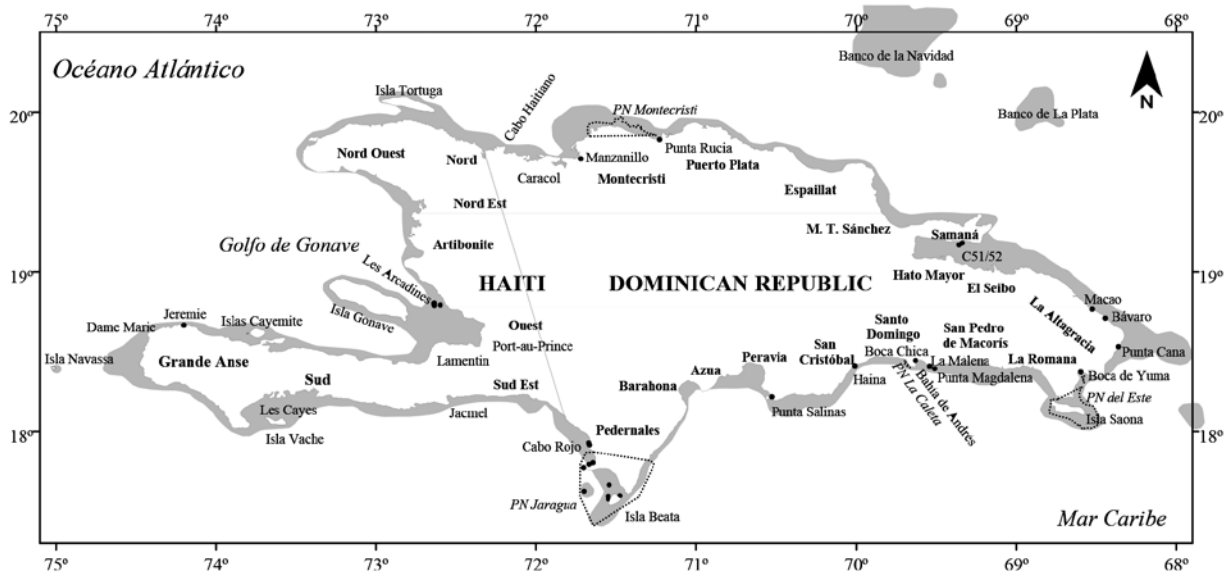 75º 74º 73º 72º 71º 70º 69º 68º
Océano Atlántico
Banco de la Navidad
N
Isla Tortuga
Cabo Haitiano
PN Montecristi
Banco de La Plata
20º
20º
Nord Ouest
Nord
Manzanillo
Punta Rucia
Caracol
Montecristi
Puerto Plata
Espaillat
Nord Est
M. T. Sánchez
Samaná
Golfo de Gonave
Artibonite
C51/52
19º
19º
Les Arcadines
HAITI
DOMINICAN REPUBLIC
Hato Mayor
El Seibo
Isla Gonave
Macao
Bávaro
La Altagracia
Jeremie
Dame Marie
Islas Cayemite
Ouest
Port-au-Prince
Santo
Domingo
San Pedro
de Macorís
San
Cristóbal
Boca Chica
La Malena
La Romana
Punta Cana
Isla Navassa
Grande Anse
Lamentin
Peravia
Azua
Haina
PN La Caleta
Bahia de Andrés
Punta Magdalena
Boca de Yuma
Sud
Sud Est
Barahona
PN del Este
Les Cayes
Jacmel
Punta Salinas
Isla Saona
18º
18º
Isla Vache
Pedernales
Cabo Rojo
PN Jaragua
Isla Beata
Mar Caribe
75º 74º 73º 72º 71º 70º 69º 68º